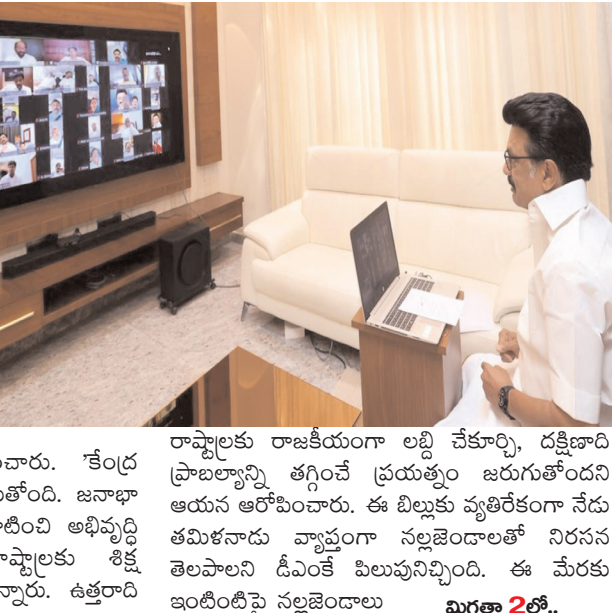 చారు. 'కేంద్ర
తోంది. జనాభా
టించి అభివృద్ధి
ష్ట్రాలకు శిక్ష
న్నారు. ఉత్తరాది
రాష్ట్రాలకు రాజకీయంగా లబ్ది చేకూర్చి, దక్షిణాది
ప్రాబల్యాన్ని తగ్గించే ప్రయత్నం జరుగుతోందని
ఆయన ఆరోపించారు. ఈ బిల్లుకు వ్యతిరేకంగా నేడు
తమిళనాడు వ్యాప్తంగా నల్లజెండాలతో నిరసన
తెలపాలని డీఎంకే పిలుపునిచ్చింది. ఈ మేరకు
ఇంటింటిపై నల్లజెండాలు
మిగతా 2లో..